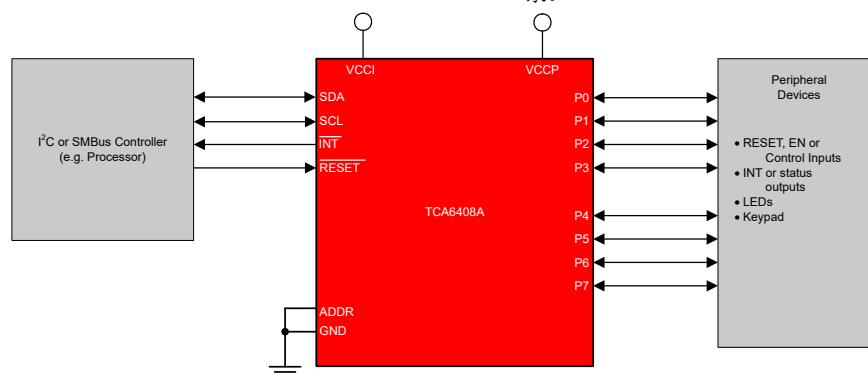 VCCI
VCCP
I²C or SMBus Controller
(e.g. Processor)
SDA
SCL
INT
RESET
TCA6408A
ADDR
GND
P0
P1
P2
P3
P4
P5
P6
P7
Peripheral
Devices
• RESET, EN or
Control Inputs
• INT or status
outputs
• LEDs
• Keypad